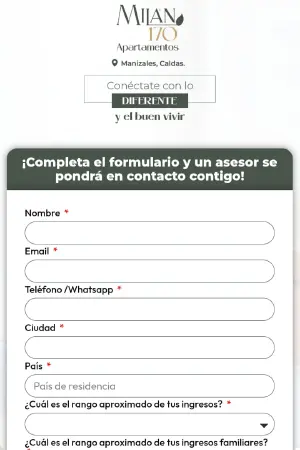 MILAN
170
Apartamentos
Manizales, Caldas.
Conéctate con lo
DIFERENTE
y el buen vivir
¡Completa el formulario y un asesor se
pondrá en contacto contigo!
Nombre *
Email *
Teléfono /Whatsapp *
Ciudad *
País *
País de residencia
¿Cuál es el rango aproximado de tus ingresos? *
¿Cuál es el rango aproximado de tus ingresos familiares?